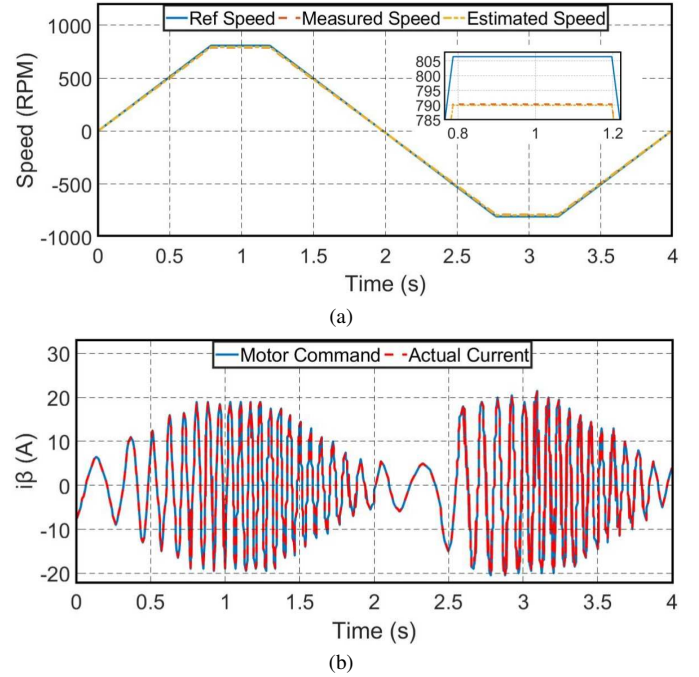 Ref Speed Measured Speed Estimated Speed
1000
500
0
-500
-1000
Speed (RPM)
805
800
795
790
785
0.8 1 1.2
0 0.5 1 1.5 2 2.5 3 3.5 4
Time (s)
(a)
Motor Command Actual Current
30
20
10
0
-10
-20
iβ (A)
0 0.5 1 1.5 2 2.5 3 3.5 4
Time (s)
(b)